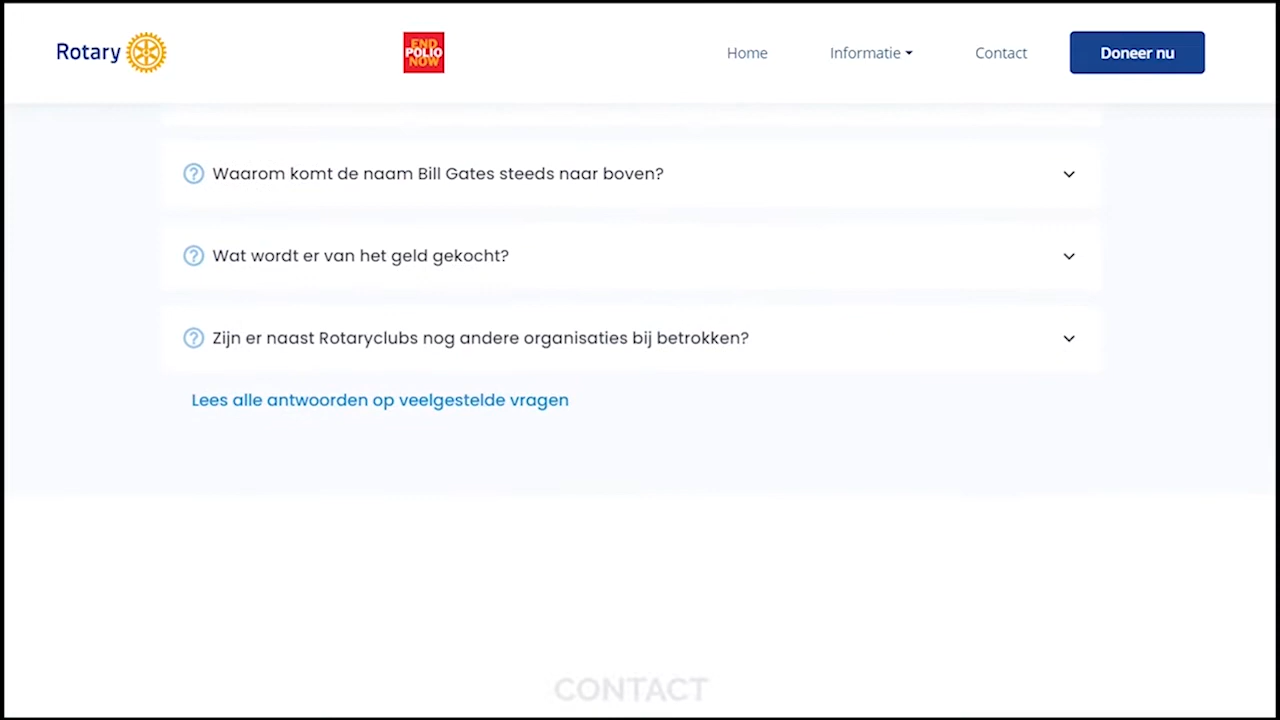 Rotary
END
POLIO
NOW
Home
Informatie
Contact
Doneer nu
Waarom komt de naam Bill Gates steeds naar boven?
Wat wordt er van het geld gekocht?
Zijn er naast Rotaryclubs nog andere organisaties bij betrokken?
Lees alle antwoorden op veelgestelde vragen
CONTACT